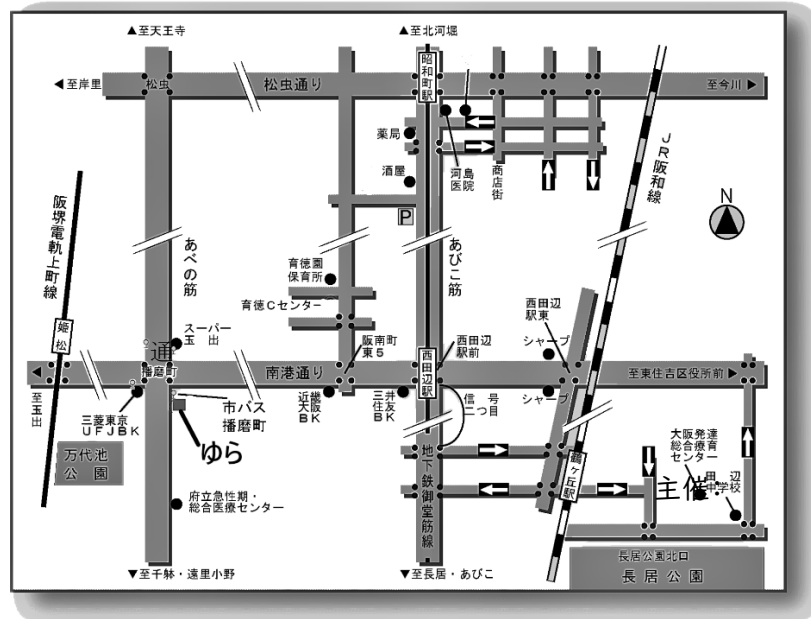 ▲至天王寺
▲至北河堀
◀至岸里
松虫
松虫通り
昭和町駅
至今川▶
薬局
河島
医院
商店街
酒屋
P
JR阪和線
N
阪堺電軌上町線
あべの筋
あびこ筋
育徳園
保育所
育徳Cセンター
スーパー
玉出
通
姫松
播磨町
南港通り
阪南町
東5
西田辺駅
西田辺
駅前
西田辺
駅東
シャープ
シャープ
至東住吉区役所前▶
至玉出
三菱東京
UFJBK
市バス
播磨町
近畿
大阪
BK
三井
住友
BK
信号
二つ目
ゆら
万代池
公園
地下鉄御堂筋線
鶴ヶ丘駅
大阪発達
総合療育
センター
主催:
田辺
中学校
府立急性期・
総合医療センター
長居公園北口
長居公園
▼至千躰・遠里小野
▼至長居・あびこ